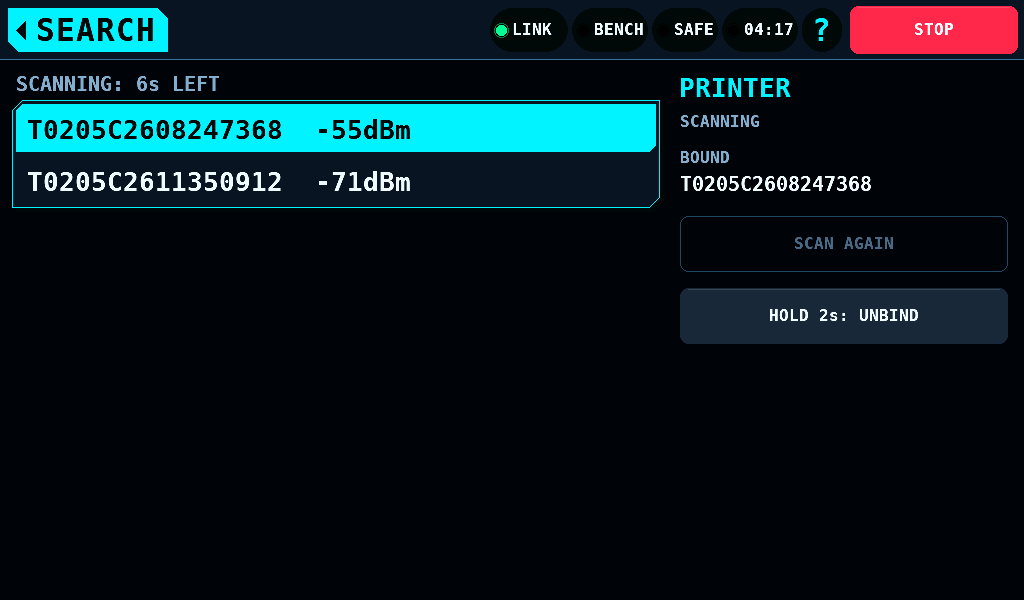 SEARCH
LINK
BENCH
SAFE
04:17
?
STOP
SCANNING: 6s LEFT
T0205C2608247368 -55dBm
T0205C2611350912 -71dBm
PRINTER
SCANNING
BOUND
T0205C2608247368
SCAN AGAIN
HOLD 2s: UNBIND